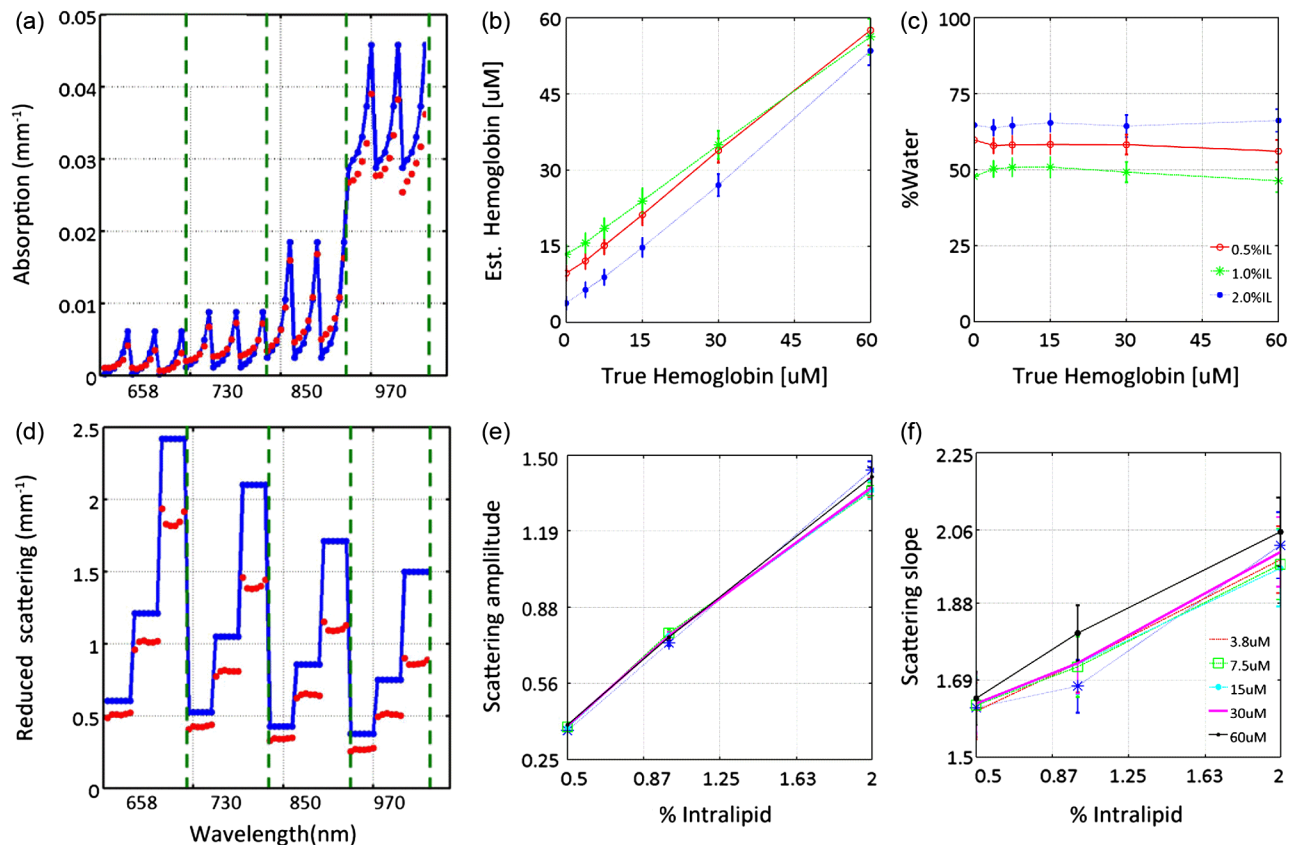 (a)
0.05
0.04
0.03
0.02
0.01
0
658 730 850 970
Absorption (mm⁻¹)
(b)
60
45
30
15
0
0 15 30 45 60
Est. Hemoglobin [uM]
True Hemoglobin [uM]
(c)
100
75
50
25
0
0 15 30 45 60
%Water
True Hemoglobin [uM]
0.5%IL
1.0%IL
2.0%IL
(d)
2.5
2
1.5
1
0.5
0
658 730 850 970
Reduced scattering (mm⁻¹)
Wavelength(nm)
(e)
1.50
1.19
0.88
0.56
0.25
0.5 0.87 1.25 1.63 2
Scattering ampllitude
% Intralipid
(f)
2.25
2.06
1.88
1.69
1.5
0.5 0.87 1.25 1.63 2
Scattering slope
% Intralipid
3.8uM
7.5uM
15uM
30uM
60uM